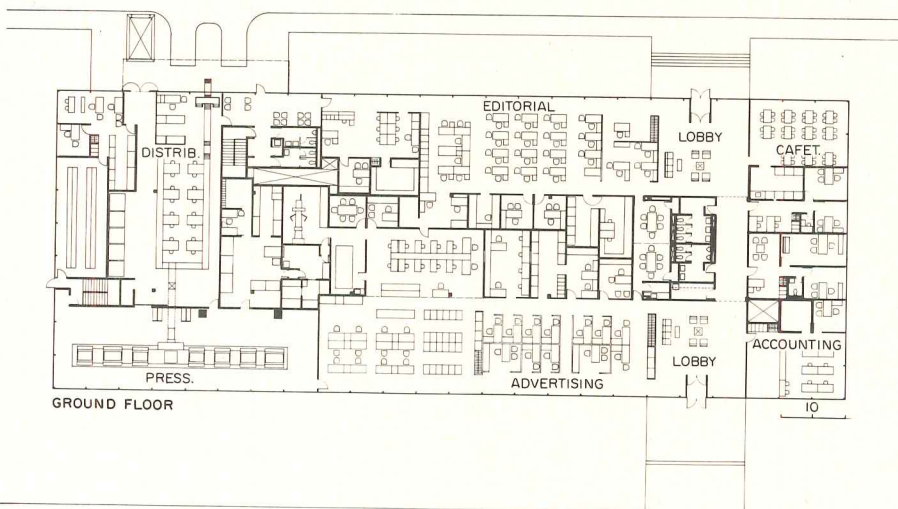 EDITORIAL
LOBBY
DISTRIB.
CAFET.
PRESS.
ADVERTISING
LOBBY
ACCOUNTING
GROUND FLOOR
10